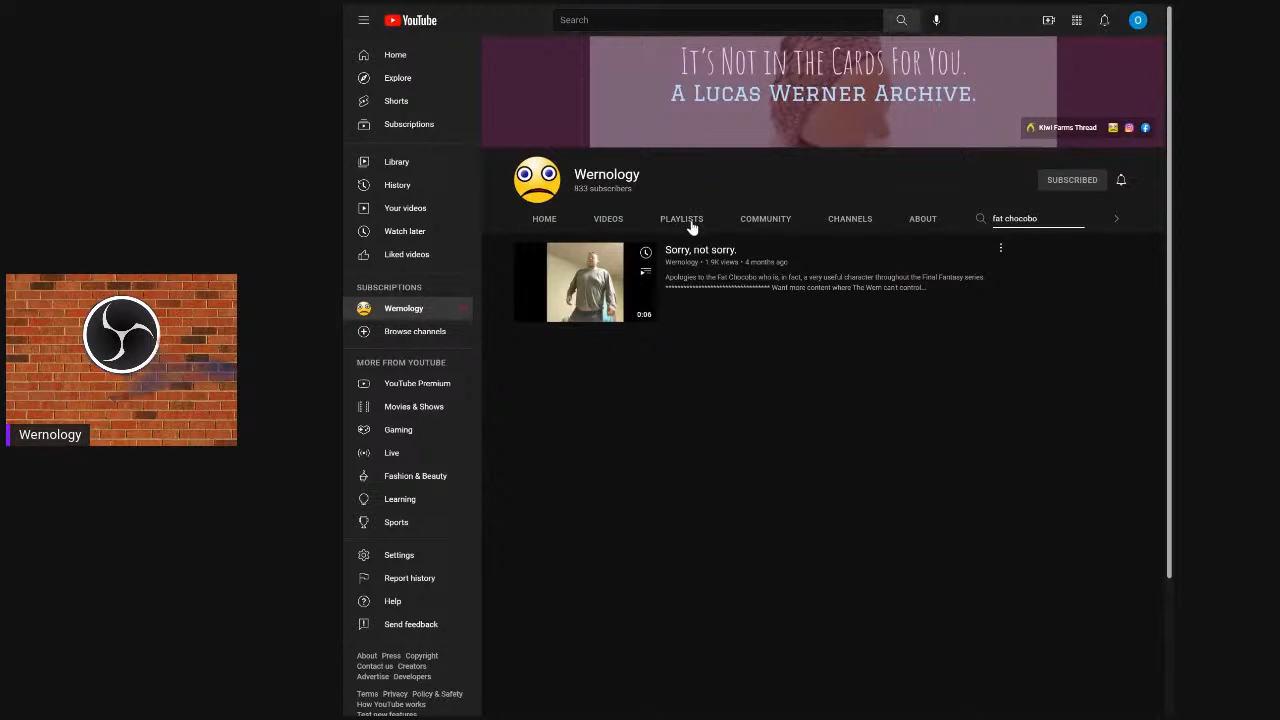 YouTube
Search
O
Home
Explore
Shorts
Subscriptions
Library
History
Your videos
Watch later
Liked videos
SUBSCRIPTIONS
Wernology
Browse channels
MORE FROM YOUTUBE
YouTube Premium
Movies & Shows
Gaming
Live
Fashion & Beauty
Learning
Sports
Settings
Report history
Help
Send feedback
About Press Copyright
Contact us Creators
Advertise Developers
Terms Privacy Policy & Safety
How YouTube works
Test new features
IT'S NOT IN THE CARDS FOR YOU.
A LUCAS WERNER ARCHIVE.
Kiwi Farms Thread
Wernology
833 subscribers
SUBSCRIBED
HOME VIDEOS PLAYLISTS COMMUNITY CHANNELS ABOUT fat chocobo
Sorry, not sorry.
Wernology • 1.9K views • 4 months ago
Apologies to the Fat Chocobo who is, in fact, a very useful character throughout the Final Fantasy series.
********************************* Want more content where The Wern can't control...
0:06
Wernology